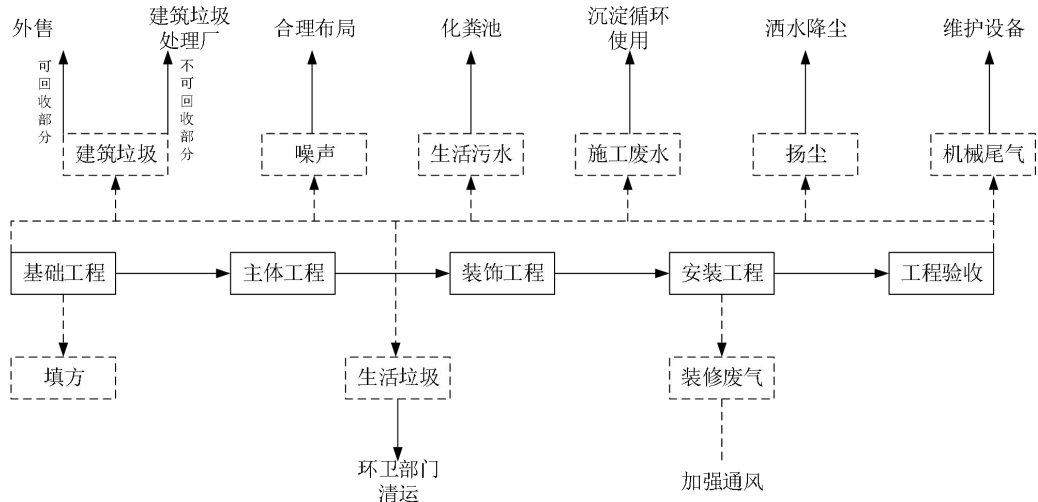 外售
建筑垃圾
处理厂
合理布局
化粪池
沉淀循环
使用
洒水降尘
维护设备
可回收部分
不可回收部分
建筑垃圾
噪声
生活污水
施工废水
扬尘
机械尾气
基础工程
主体工程
装饰工程
安装工程
工程验收
填方
生活垃圾
装修废气
环卫部门
清运
加强通风